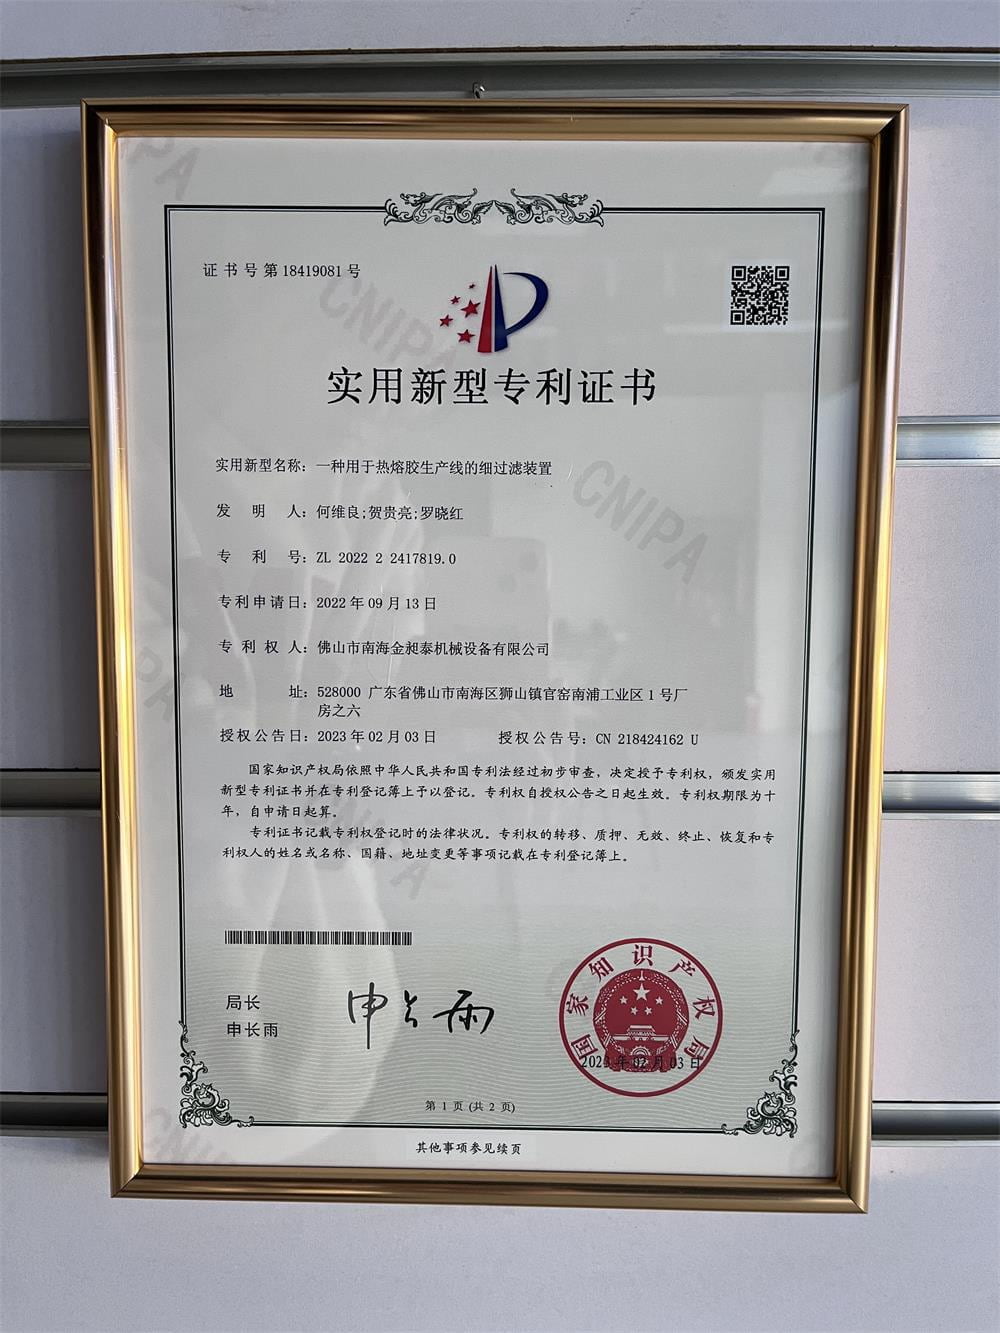 证书号第18419081号
实用新型专利证书
实用新型名称：一种用于热熔胶生产线的细过滤装置
发明人：何维良;贺贵亮;罗晓红
专利号：ZL 2022 2 2417819.0
专利申请日：2022年09月13日
专利权人：佛山市南海金昶泰机械设备有限公司
地址：528000 广东省佛山市南海区狮山镇官窑南浦工业区1号厂
房之六
授权公告日：2023年02月03日 授权公告号：CN 218424162 U
国家知识产权局依照中华人民共和国专利法经过初步审查，决定授予专利权，颁发实用
新型专利证书并在专利登记簿上予以登记。专利权自授权公告之日起生效。专利权期限为十
年，自申请日起算。
专利证书记载专利权登记时的法律状况。专利权的转移、质押、无效、终止、恢复和专
利权人的姓名或名称、国籍、地址变更等事项记载在专利登记簿上。
局长
申长雨
申长雨
国家知识产权局
2023年02月03日
第 1 页 (共 2 页)
其他事项参见续页
CNIPA
CNIPA
CNIPA